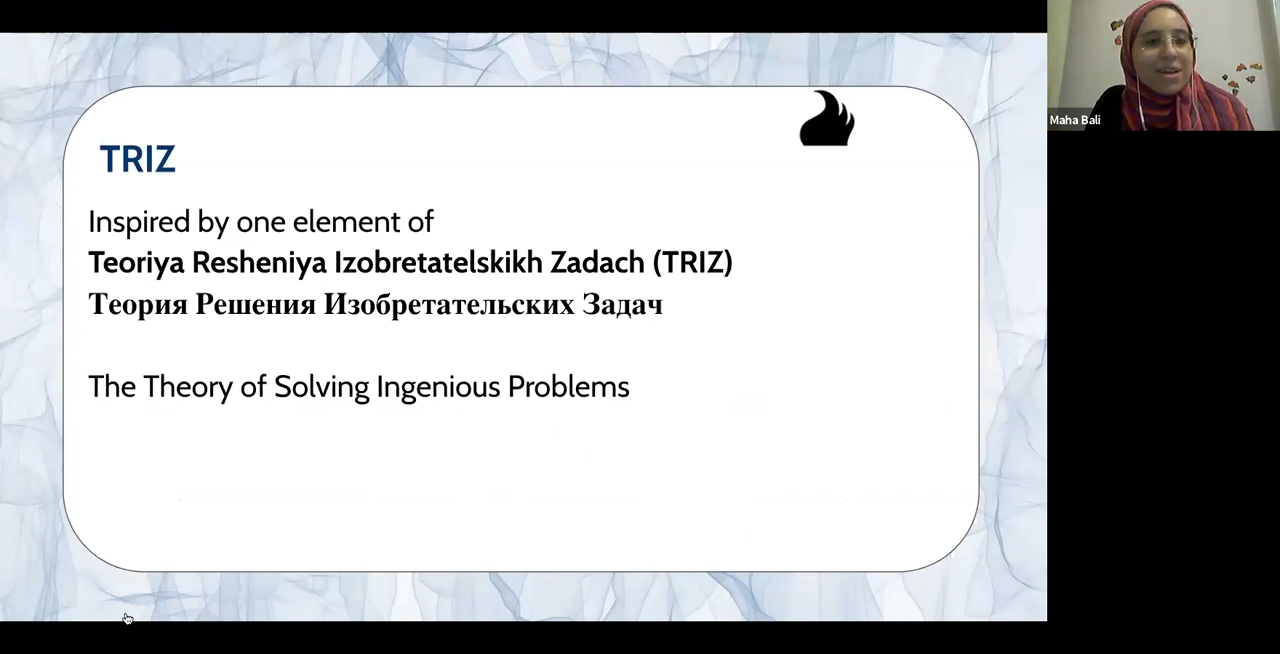 TRIZ
Inspired by one element of
Teoriya Resheniya Izobretatelskikh Zadach (TRIZ)
Теория Решения Изобретательских Задач
The Theory of Solving Ingenious Problems
Maha Bali